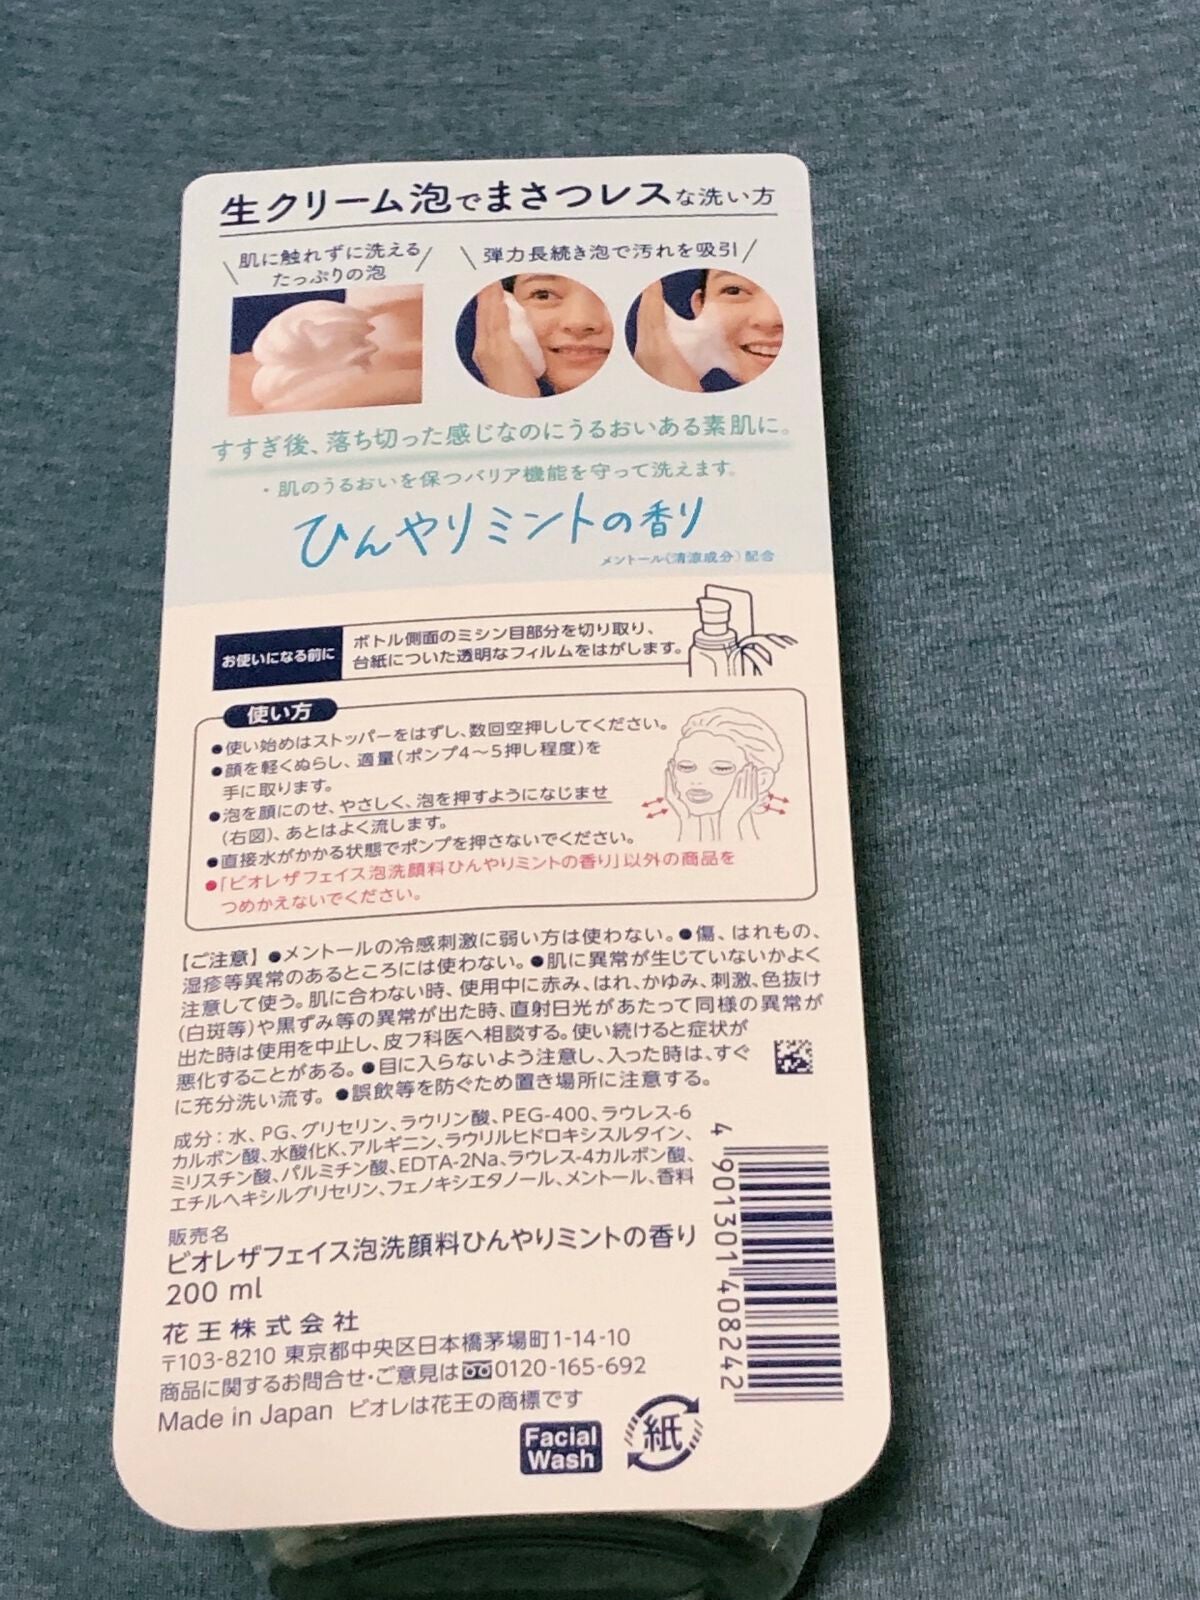 生クリーム泡でまさつレスな洗い方
肌に触れずに洗える
たっぷりの泡
弾力長続き泡で汚れを吸引
すすぎ後、落ち切った感じなのにうるおいある素肌に。
・肌のうるおいを保つバリア機能を守って洗えます。
ひんやりミントの香り
メントール(清涼成分)配合
お使いになる前に
ボトル側面のミシン目部分を切り取り、
台紙についた透明なフィルムをはがします。
使い方
●使い始めはストッパーをはずし、数回空押ししてください。
●顔を軽くぬらし、適量(ポンプ4〜5押し程度)を
手に取ります。
●泡を顔にのせ、やさしく、泡を押すようになじませ
(右図)、あとはよく流します。
●直接水がかかる状態でポンプを押さないでください。
●「ビオレザフェイス泡洗顔料ひんやりミントの香り」以外の商品を
つめかえないでください。
【ご注意】●メントールの冷感刺激に弱い方は使わない。●傷、はれもの、
湿疹等異常のあるところには使わない。●肌に異常が生じていないかよく
注意して使う。肌に合わない時、使用中に赤み、はれ、かゆみ、刺激、色抜け
(白斑等)や黒ずみ等の異常が出た時、直射日光があたって同様の異常が
出た時は使用を中止し、皮フ科医へ相談する。使い続けると症状が
悪化することがある。●目に入らないよう注意し、入った時は、すぐ
に充分洗い流す。●誤飲等を防ぐため置き場所に注意する。
成分：水、PG、グリセリン、ラウリン酸、PEG-400、ラウレス-6
カルボン酸、水酸化K、アルギニン、ラウリルヒドロキシスルタイン、
ミリスチン酸、パルミチン酸、EDTA-2Na、ラウレス-4カルボン酸、
エチルヘキシルグリセリン、フェノキシエタノール、メントール、香料
販売名
ビオレザフェイス泡洗顔料ひんやりミントの香り
200 ml
花王株式会社
〒103-8210 東京都中央区日本橋茅場町1-14-10
商品に関するお問合せ・ご意見は0120-165-692
Made in Japan ビオレは花王の商標です
Facial
Wash
紙
4 901301 408242